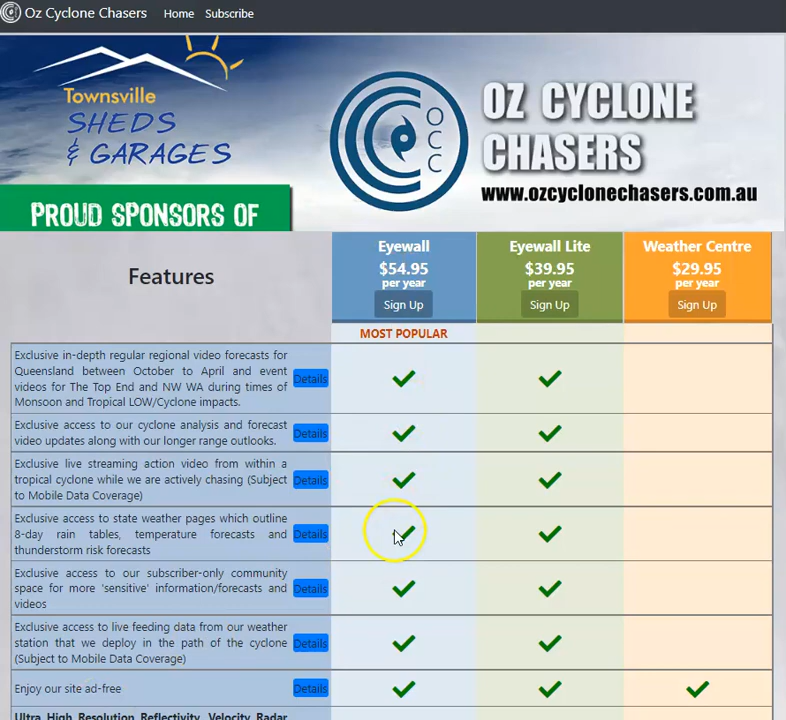 Oz Cyclone Chasers Home Subscribe
Townsville
SHEDS
& GARAGES
PROUD SPONSORS OF
OCC
OZ CYCLONE
CHASERS
www.ozcyclonechasers.com.au
Features
Eyewall
$54.95
per year
Sign Up
Eyewall Lite
$39.95
per year
Sign Up
Weather Centre
$29.95
per year
Sign Up
MOST POPULAR
Exclusive in-depth regular regional video forecasts for
Queensland between October to April and event
videos for The Top End and NW WA during times of
Monsoon and Tropical LOW/Cyclone impacts.
Details
Exclusive access to our cyclone analysis and forecast
video updates along with our longer range outlooks.
Details
Exclusive live streaming action video from within a
tropical cyclone while we are actively chasing (Subject
to Mobile Data Coverage)
Details
Exclusive access to state weather pages which outline
8-day rain tables, temperature forecasts and
thunderstorm risk forecasts
Details
Exclusive access to our subscriber-only community
space for more 'sensitive' information/forecasts and
videos
Details
Exclusive access to live feeding data from our weather
station that we deploy in the path of the cyclone
(Subject to Mobile Data Coverage)
Details
Enjoy our site ad-free
Details
Ultra High Resolution Reflectivity, Velocity Radar